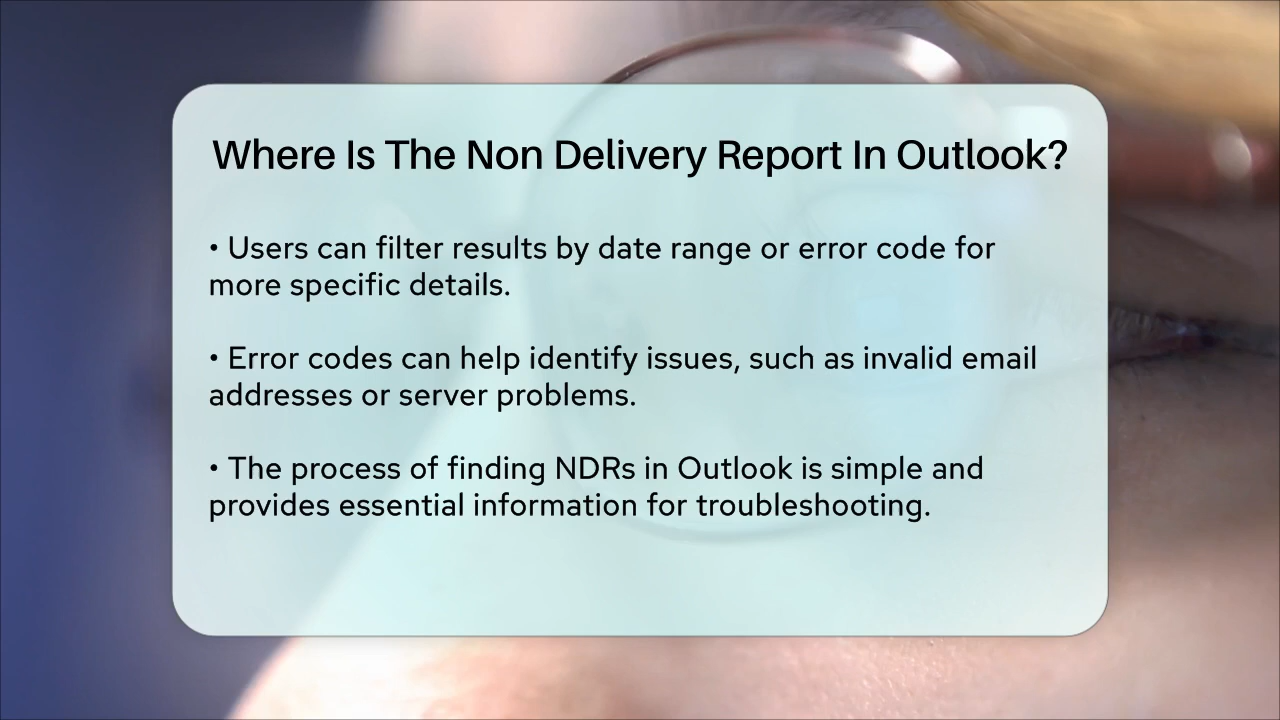 Where Is The Non Delivery Report In Outlook?
• Users can filter results by date range or error code for
more specific details.
• Error codes can help identify issues, such as invalid email
addresses or server problems.
• The process of finding NDRs in Outlook is simple and
provides essential information for troubleshooting.